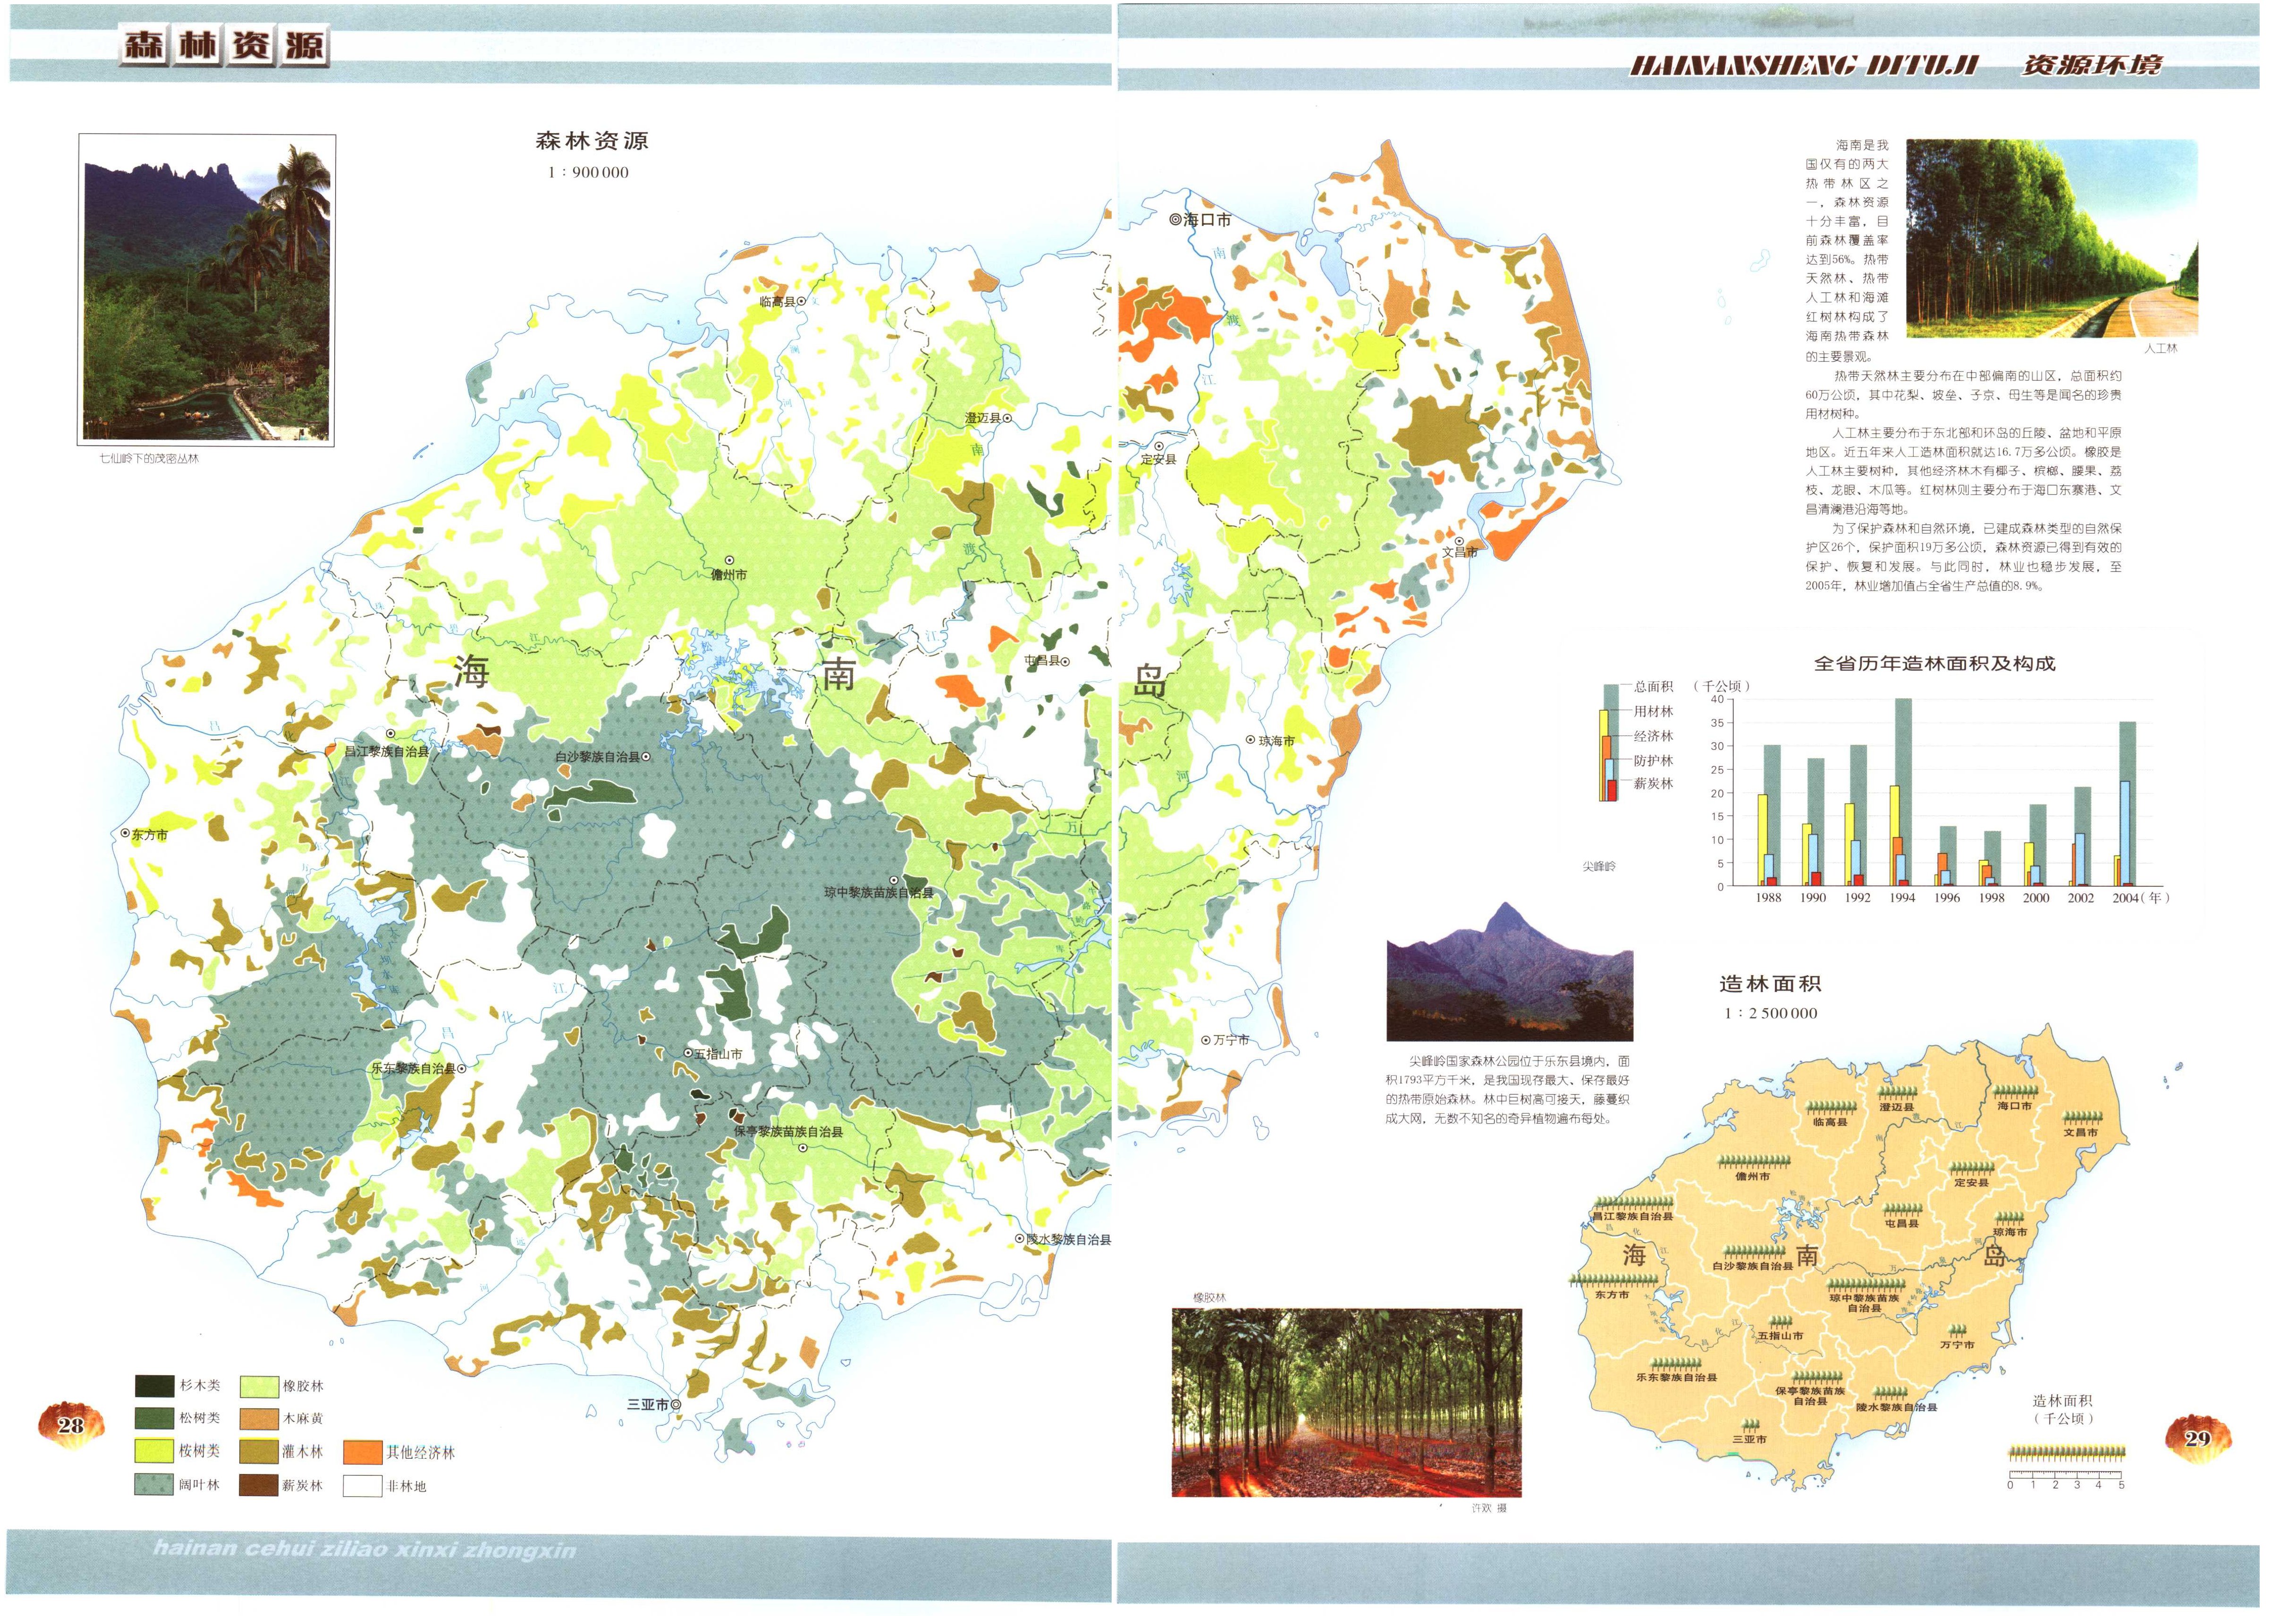 森林资源
HAINANSHENG DITUJI 资源环境
森林资源
1：900 000
七仙岭下的茂密丛林
海口市
临高县
澄迈县
定安县
文昌市
儋州市
屯昌县
海
南
岛
昌江黎族自治县
白沙黎族自治县
琼海市
东方市
琼中黎族苗族自治县
万宁市
乐东黎族自治县
五指山市
保亭黎族苗族自治县
陵水黎族自治县
三亚市
南
渡
江
南
渡
江
昌
化
江
昌
化
江
万
河
杉木类
橡胶林
松树类
木麻黄
桉树类
灌木林
其他经济林
阔叶林
薪炭林
非林地
28
hainan cehui ziliao xinxi zhongxin
海南是我
国仅有的两大
热带林区之
一，森林资源
十分丰富，目
前森林覆盖率
达到56%。热带
天然林、热带
人工林和海滩
红树林构成了
海南热带森林
的主要景观。
人工林
热带天然林主要分布在中部偏南的山区，总面积约
60万公顷，其中花梨、坡垒、子京、母生等是闻名的珍贵
用材树种。
人工林主要分布于东北部和环岛的丘陵、盆地和平原
地区。近五年来人工造林面积就达16.7万多公顷。橡胶是
人工林主要树种，其他经济林木有椰子、槟榔、腰果、荔
枝、龙眼、木瓜等。红树林则主要分布于海口东寨港、文
昌清澜港沿海等地。
为了保护森林和自然环境，已建成森林类型的自然保
护区26个，保护面积19万多公顷，森林资源已得到有效的
保护、恢复和发展。与此同时，林业也稳步发展，至
2005年，林业增加值占全省生产总值的8.9%。
全省历年造林面积及构成
总面积
用材林
经济林
防护林
薪炭林
（千公顷）
40
35
30
25
20
15
10
5
0
1988 1990 1992 1994 1996 1998 2000 2002 2004（年）
尖峰岭
尖峰岭国家森林公园位于乐东县境内，面
积1793平方千米，是我国现存最大、保存最好
的热带原始森林。林中巨树高可接天，藤蔓织
成大网，无数不知名的奇异植物遍布每处。
橡胶林
许欢 摄
造林面积
1：2 500 000
海口市
澄迈县
临高县
文昌市
儋州市
定安县
昌江黎族自治县
屯昌县
琼海市
海
南
岛
白沙黎族自治县
东方市
琼中黎族苗族
自治县
五指山市
万宁市
乐东黎族自治县
保亭黎族苗族
自治县
陵水黎族自治县
三亚市
造林面积
（千公顷）
0 1 2 3 4 5
29